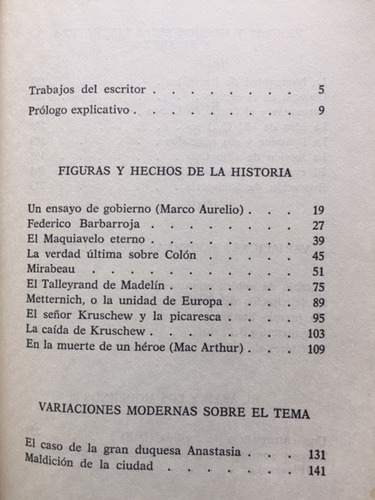 Trabajos del escritor . . . . . . . . 5
Prólogo explicativo . . . . . . . . 9
FIGURAS Y HECHOS DE LA HISTORIA
Un ensayo de gobierno (Marco Aurelio) . . . 19
Federico Barbarroja . . . . . . . . 27
El Maquiavelo eterno . . . . . . . . 39
La verdad última sobre Colón . . . . . 45
Mirabeau . . . . . . . . . . 51
El Talleyrand de Madelín . . . . . . 75
Metternich, o la unidad de Europa . . . . 89
El señor Kruschew y la picaresca . . . . 95
La caída de Kruschew . . . . . . . 103
En la muerte de un héroe (Mac Arthur) . . . 109
VARIACIONES MODERNAS SOBRE EL TEMA
El caso de la gran duquesa Anastasia . . . 131
Maldición de la ciudad . . . . . . 141